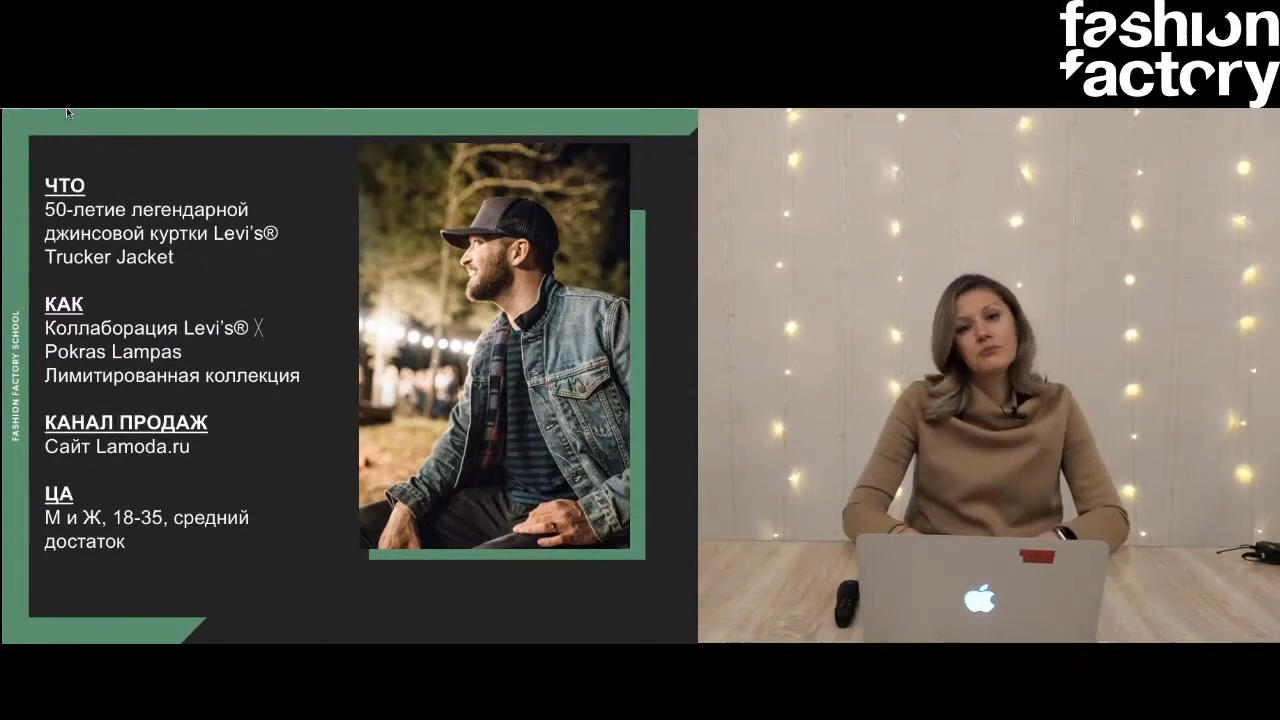 fashion
factory
ЧТО
50-летие легендарной
джинсовой куртки Levi’s®
Trucker Jacket
КАК
Коллаборация Levi’s® ╳
Pokras Lampas
Лимитированная коллекция
КАНАЛ ПРОДАЖ
Сайт Lamoda.ru
ЦА
М и Ж, 18-35, средний
достаток
FASHION FACTORY SCHOOL